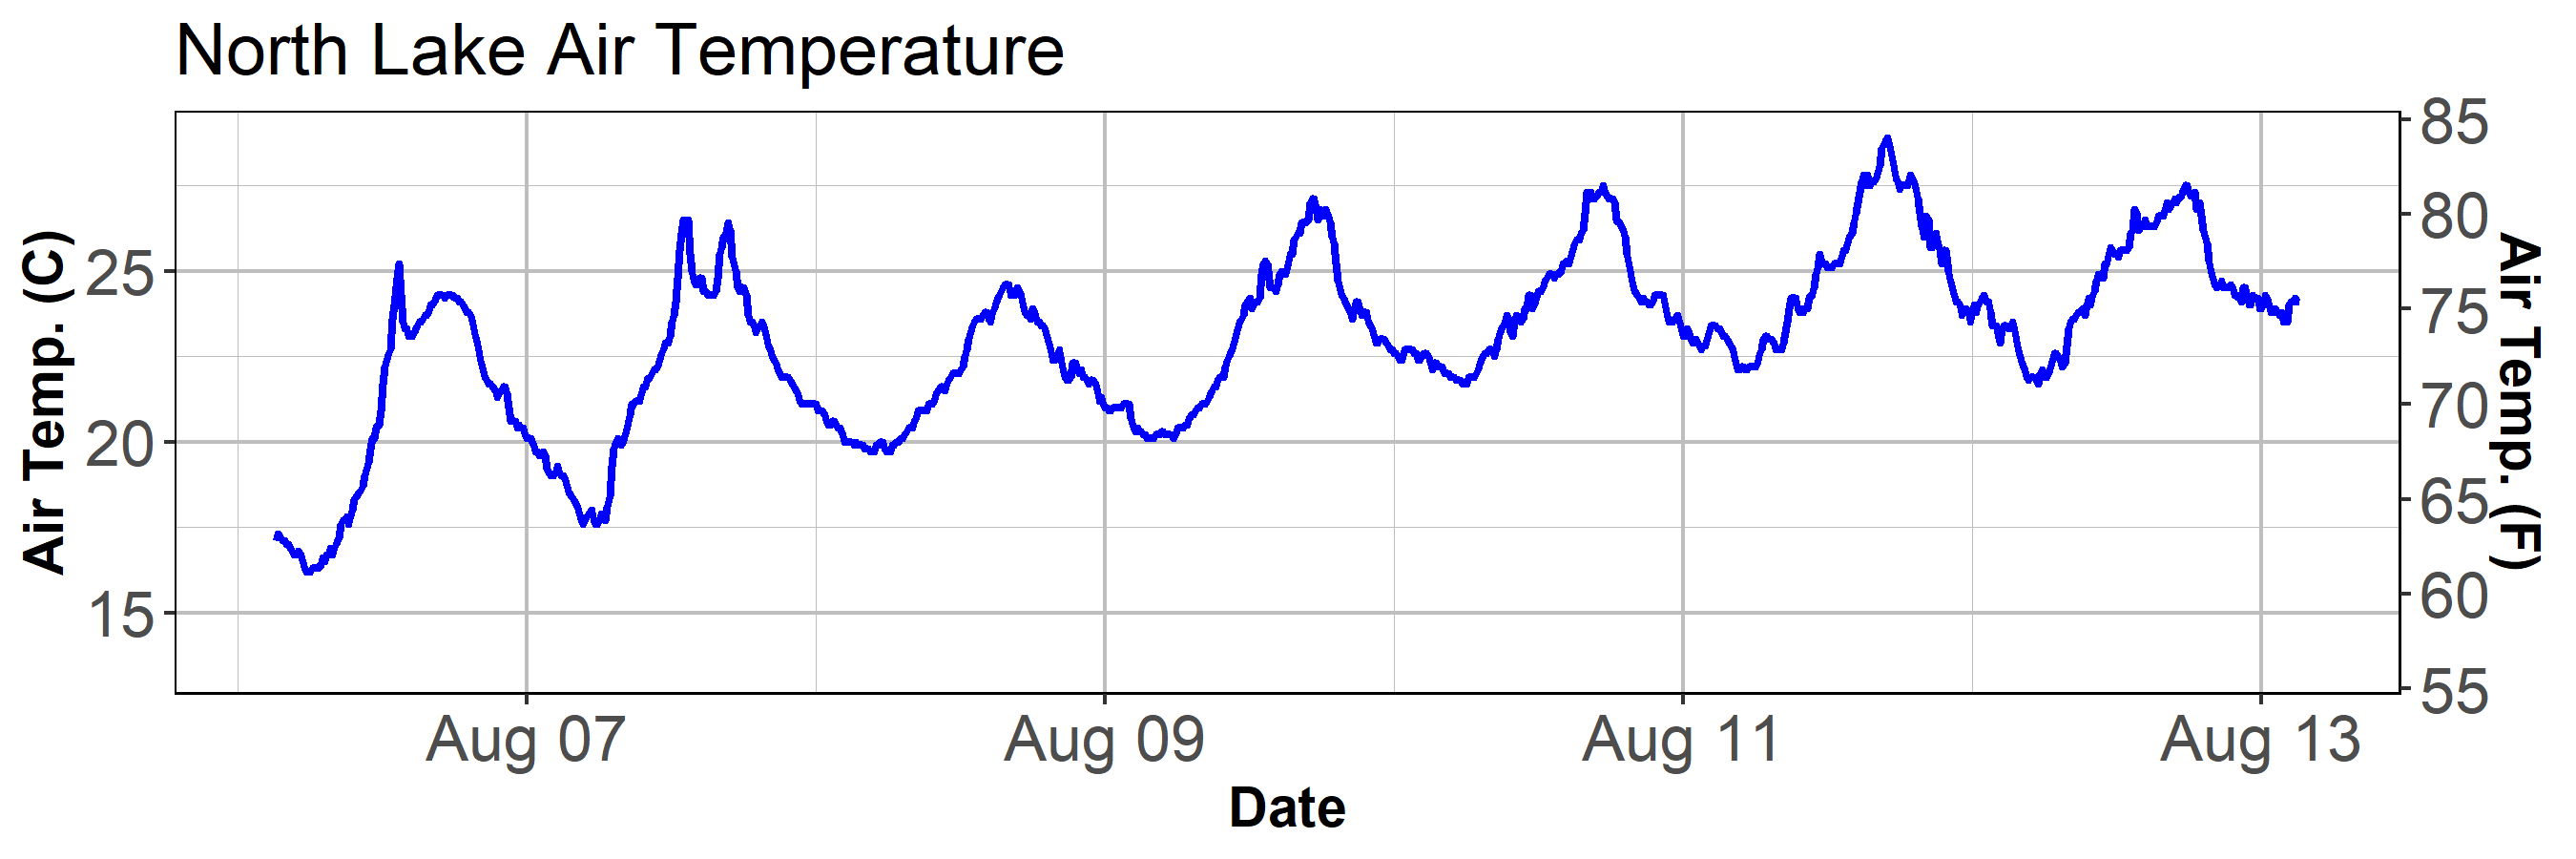 North Lake Air Temperature
Air Temp. (C)
25
20
15
85
80
75
70
65
60
55
Air Temp. (F)
Aug 07 Aug 09 Aug 11 Aug 13
Date